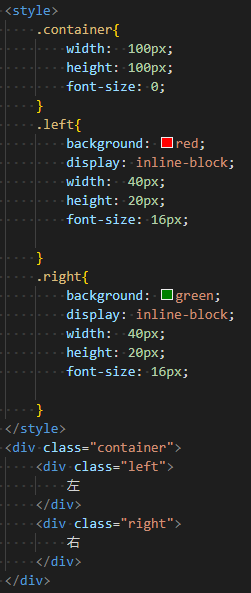 <style>
.container{
width: 100px;
height: 100px;
font-size: 0;
}
.left{
background: red;
display: inline-block;
width: 40px;
height: 20px;
font-size: 16px;
}
.right{
background: green;
display: inline-block;
width: 40px;
height: 20px;
font-size: 16px;
}
</style>
<div class="container">
<div class="left">
左
</div>
<div class="right">
右
</div>
</div>